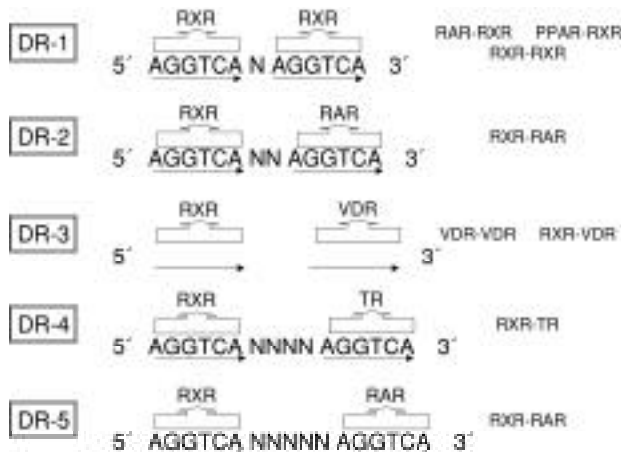 RXR RXR
DR-1 RAR-RXR PPAR-RXR
RXR-RXR
5´ AGGTCA N AGGTCA 3´
RXR RAR
DR-2 RXR-RAR
5´ AGGTCA NN AGGTCA 3´
RXR VDR
DR-3 VDR-VDR RXR-VDR
5´ 3´
RXR TR
DR-4 RXR-TR
5´ AGGTCA NNNN AGGTCA 3´
RXR RAR
DR-5 RXR-RAR
5´ AGGTCA NNNNN AGGTCA 3´